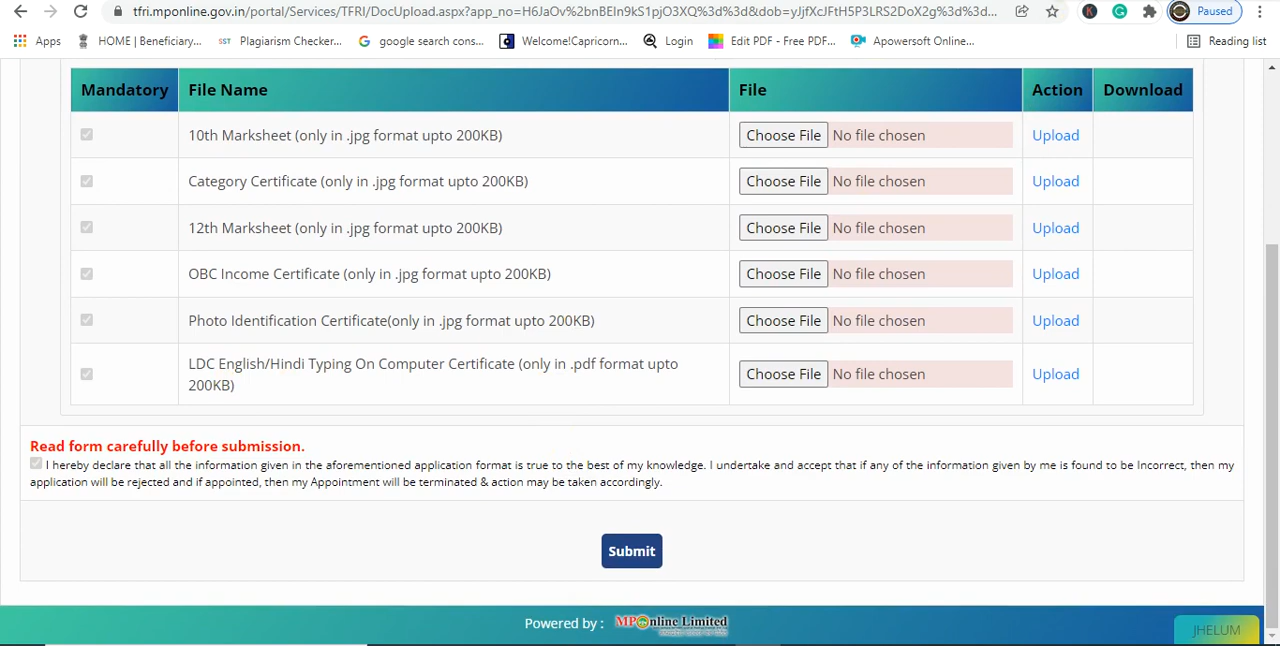 tfri.mponline.gov.in/portal/Services/TFRI/DocUpload.aspx?app_no=H6JaOv%2bnBEIn9kS1pjO3XQ%3d%3d&dob=yJjfXcJFtH5P3LRS2DoX2g%3d%3d... K G Paused
Apps HOME | Beneficiary... SST Plagiarism Checker... google search cons... Welcome!Capricorn... Login Edit PDF - Free PDF... Apowersoft Online... Reading list
Mandatory File Name File Action Download
10th Marksheet (only in .jpg format upto 200KB) Choose File No file chosen Upload
Category Certificate (only in .jpg format upto 200KB) Choose File No file chosen Upload
12th Marksheet (only in .jpg format upto 200KB) Choose File No file chosen Upload
OBC Income Certificate (only in .jpg format upto 200KB) Choose File No file chosen Upload
Photo Identification Certificate(only in .jpg format upto 200KB) Choose File No file chosen Upload
LDC English/Hindi Typing On Computer Certificate (only in .pdf format upto
200KB) Choose File No file chosen Upload
Read form carefully before submission.
I hereby declare that all the information given in the aforementioned application format is true to the best of my knowledge. I undertake and accept that if any of the information given by me is found to be Incorrect, then my
application will be rejected and if appointed, then my Appointment will be terminated & action may be taken accordingly.
Submit
Powered by : MPOnline Limited
JHELUM